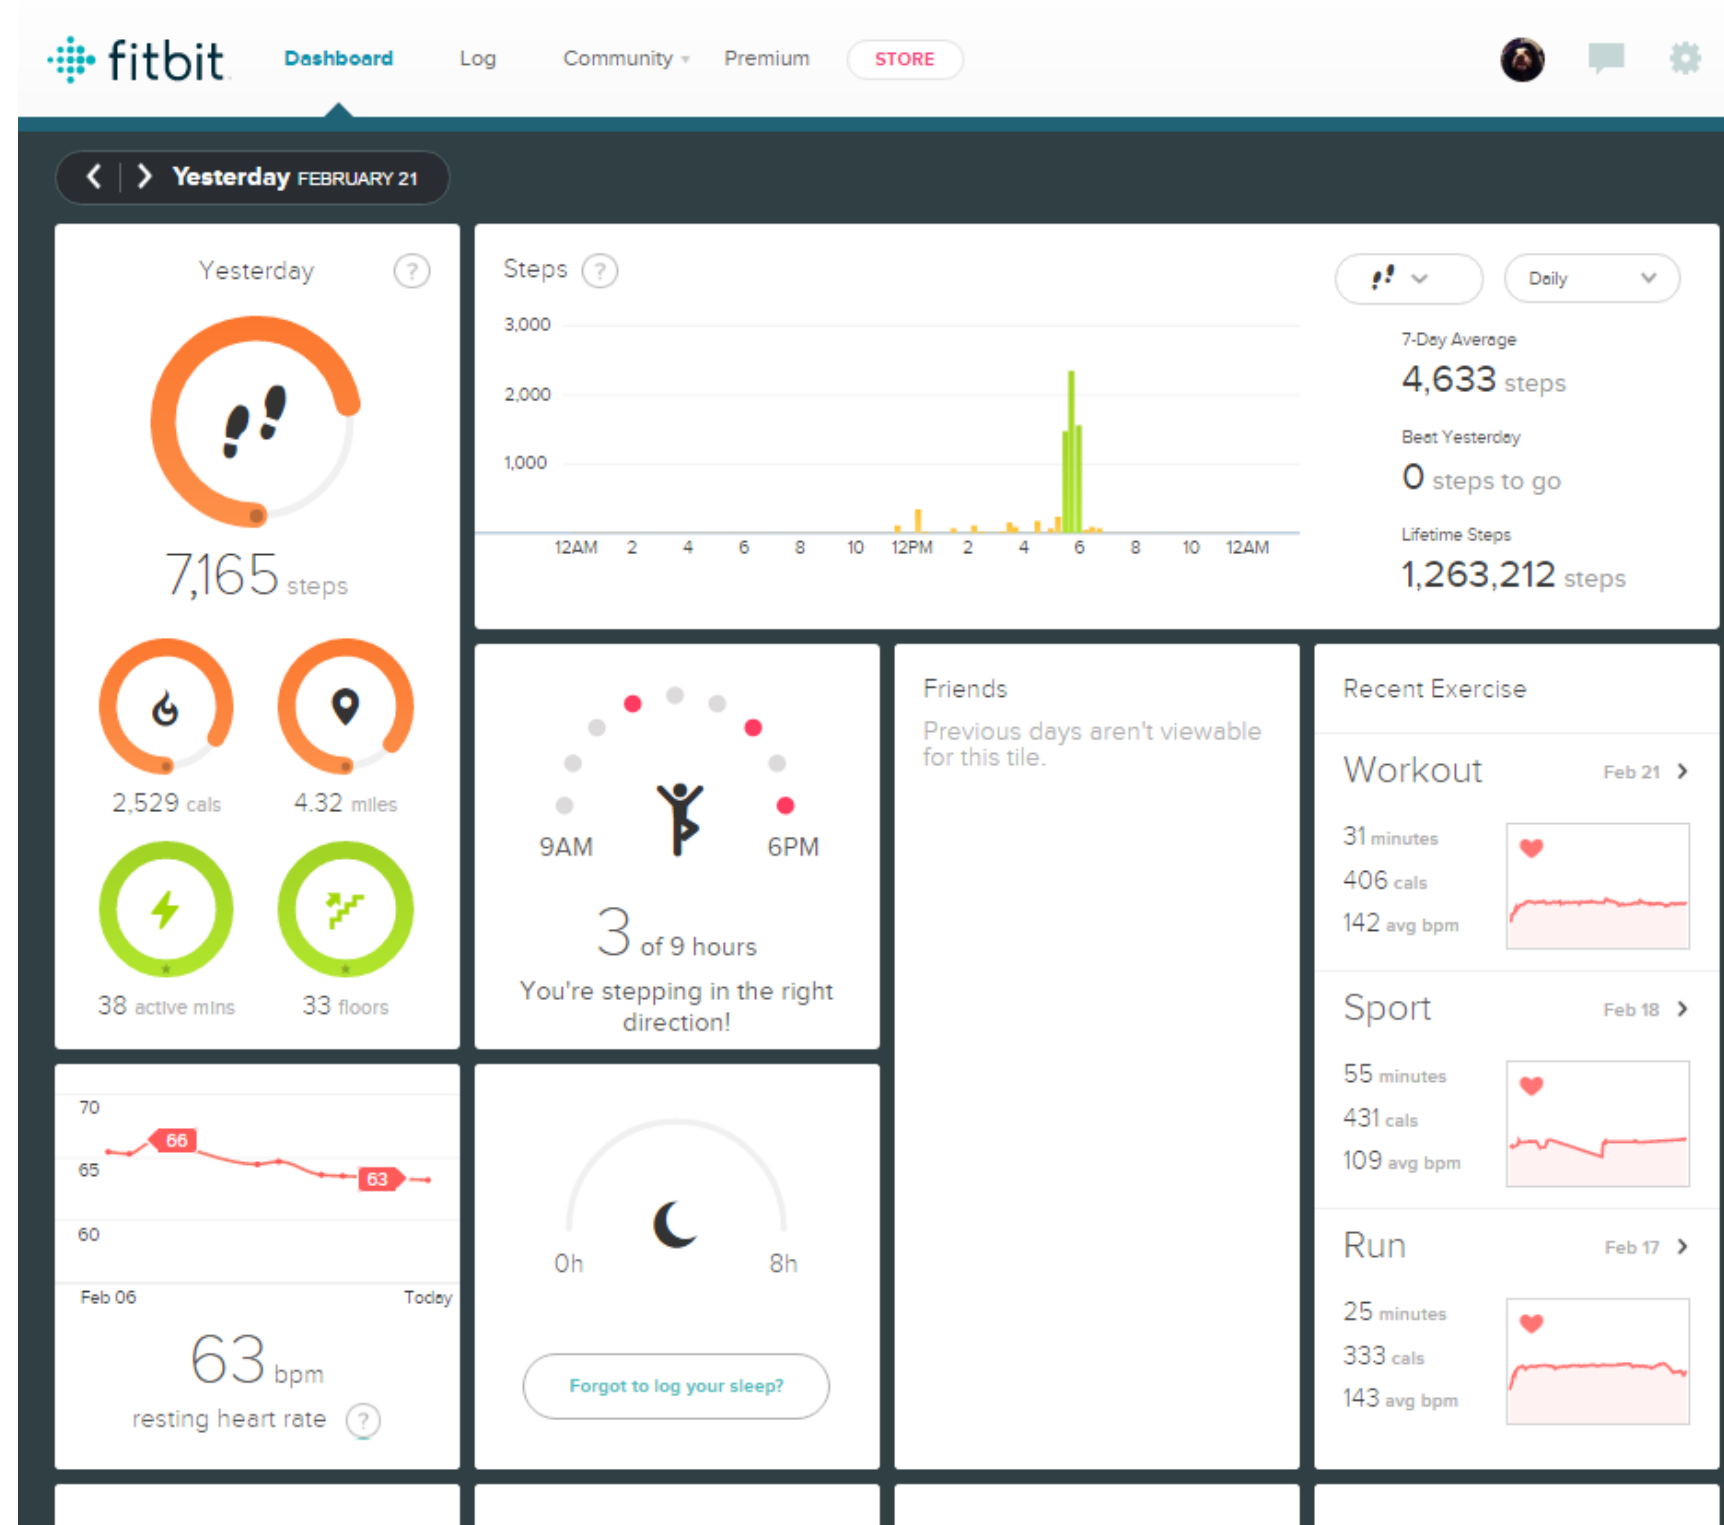 fitbit
Dashboard
Log
Community
Premium
STORE
Yesterday FEBRUARY 21
Yesterday
?
7,165 steps
2,529 cals
4.32 miles
38 active mins
33 floors
Steps
?
Daily
3,000
2,000
1,000
12AM 2 4 6 8 10 12PM 2 4 6 8 10 12AM
7-Day Average
4,633 steps
Beat Yesterday
0 steps to go
Lifetime Steps
1,263,212 steps
9AM
6PM
3 of 9 hours
You're stepping in the right
direction!
Friends
Previous days aren't viewable
for this tile.
Recent Exercise
Workout
Feb 21
31 minutes
406 cals
142 avg bpm
Sport
Feb 18
55 minutes
431 cals
109 avg bpm
Run
Feb 17
25 minutes
333 cals
143 avg bpm
70
66
65
63
60
Feb 06
Today
63 bpm
resting heart rate
?
0h
8h
Forgot to log your sleep?